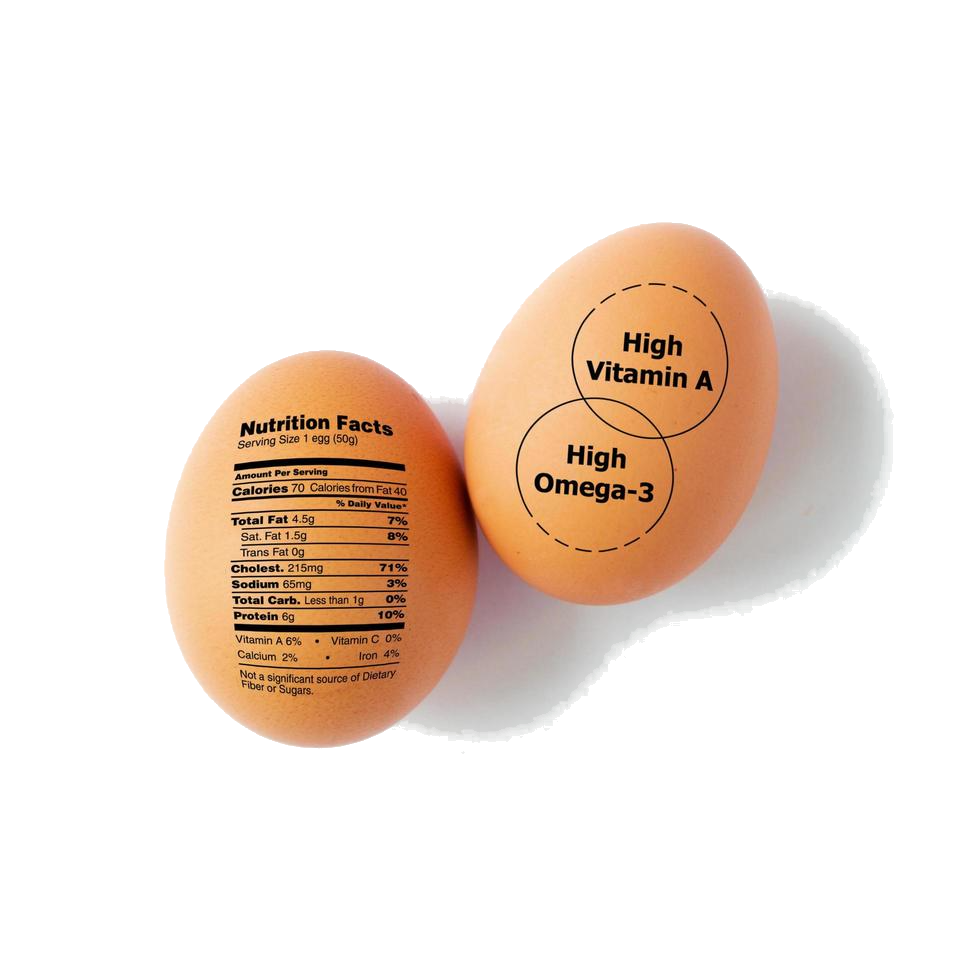 Nutrition Facts
Serving Size 1 egg (50g)
Amount Per Serving
Calories 70 Calories from Fat 40
% Daily Value*
Total Fat 4.5g 7%
Sat. Fat 1.5g 8%
Trans Fat 0g
Cholest. 215mg 71%
Sodium 65mg 3%
Total Carb. Less than 1g 0%
Protein 6g 10%
Vitamin A 6% • Vitamin C 0%
Calcium 2% • Iron 4%
Not a significant source of Dietary
Fiber or Sugars.
High
Vitamin A
High
Omega-3